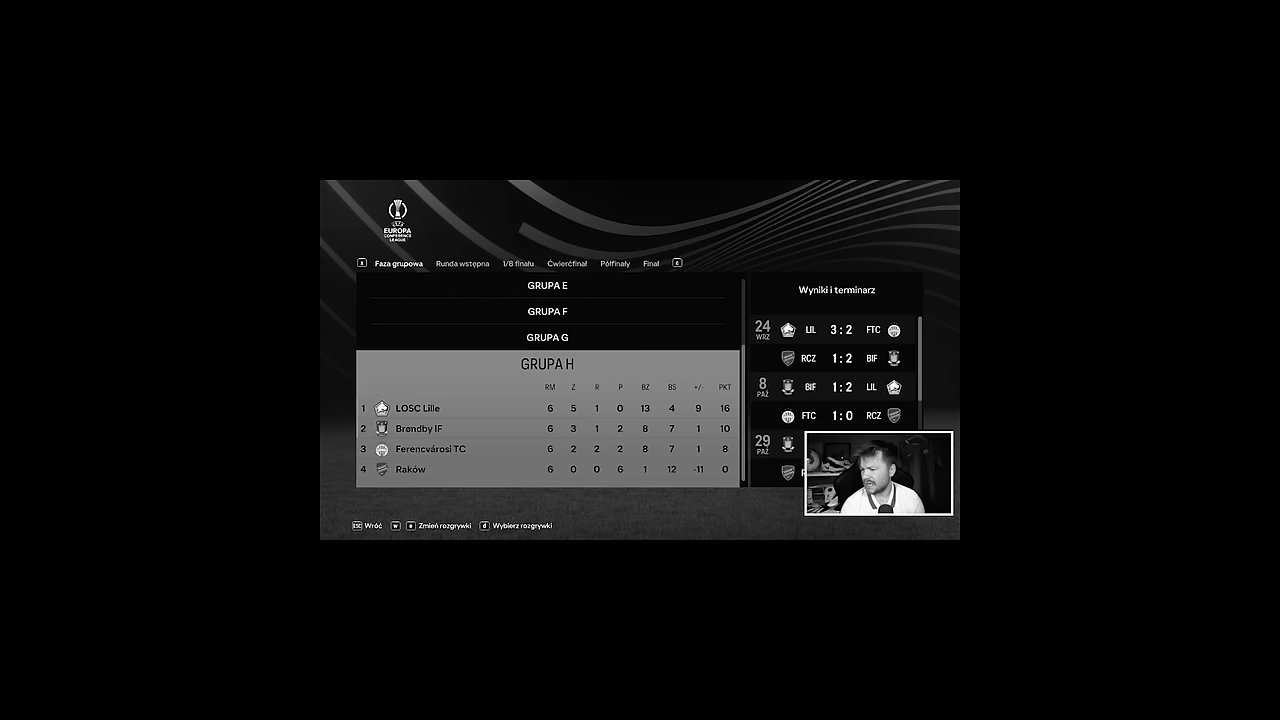 EUROPA
CONFERENCE
LEAGUE
Faza grupowa Runda wstępna 1/8 finału Ćwierćfinał Półfinały Finał
GRUPA E
GRUPA F
GRUPA G
GRUPA H
RM Z R P BZ BS +/- PKT
1 LOSC Lille 6 5 1 0 13 4 9 16
2 Brøndby IF 6 3 1 2 8 7 1 10
3 Ferencvárosi TC 6 2 2 2 8 7 1 8
4 Raków 6 0 0 6 1 12 -11 0
Wyniki i terminarz
24 WRZ LIL 3 : 2 FTC
RCZ 1 : 2 BIF
8 PAŹ BIF 1 : 2 LIL
FTC 1 : 0 RCZ
29 PAŹ
ESC Wróć w e Zmień rozgrywki d Wybierz rozgrywki